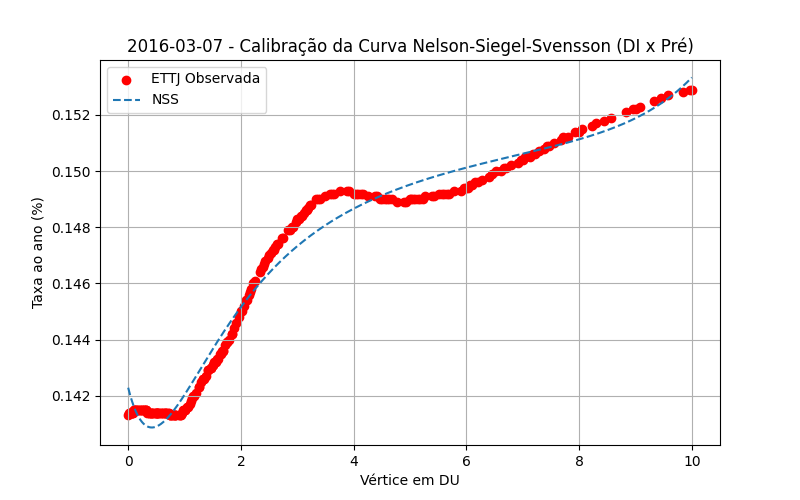 2016-03-07 - Calibração da Curva Nelson-Siegel-Svensson (DI x Pré)
ETTJ Observada
NSS
Taxa ao ano (%)
0.152
0.150
0.148
0.146
0.144
0.142
0 2 4 6 8 10
Vértice em DU